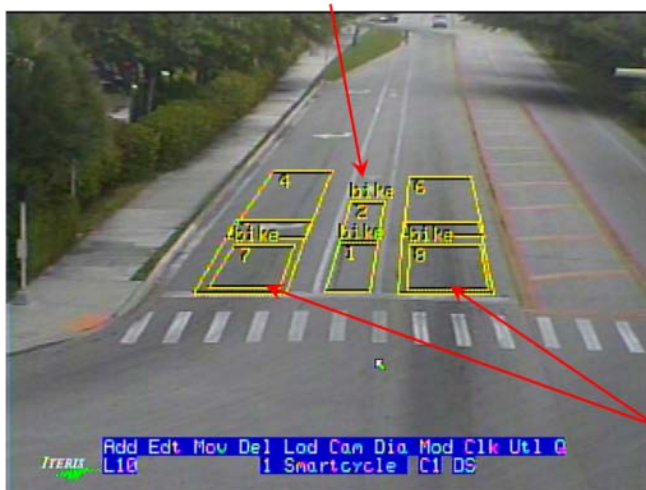 bike
4
2
6
bike
bike
bike
7
1
8
Add Edt Mov Del Lod Cam Dia Mod Clk Utl Q
ITERIS
L10
1 Smartcycle
C1
DS